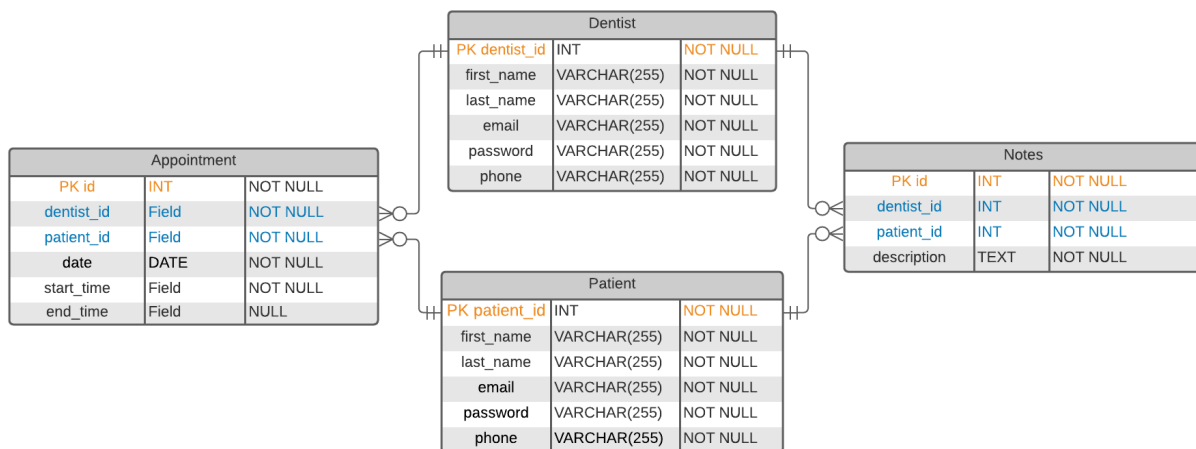 Dentist
PK dentist_id INT NOT NULL
first_name VARCHAR(255) NOT NULL
last_name VARCHAR(255) NOT NULL
email VARCHAR(255) NOT NULL
password VARCHAR(255) NOT NULL
phone VARCHAR(255) NOT NULL
Appointment
PK id INT NOT NULL
dentist_id Field NOT NULL
patient_id Field NOT NULL
date DATE NOT NULL
start_time Field NOT NULL
end_time Field NULL
Notes
PK id INT NOT NULL
dentist_id INT NOT NULL
patient_id INT NOT NULL
description TEXT NOT NULL
Patient
PK patient_id INT NOT NULL
first_name VARCHAR(255) NOT NULL
last_name VARCHAR(255) NOT NULL
email VARCHAR(255) NOT NULL
password VARCHAR(255) NOT NULL
phone VARCHAR(255) NOT NULL